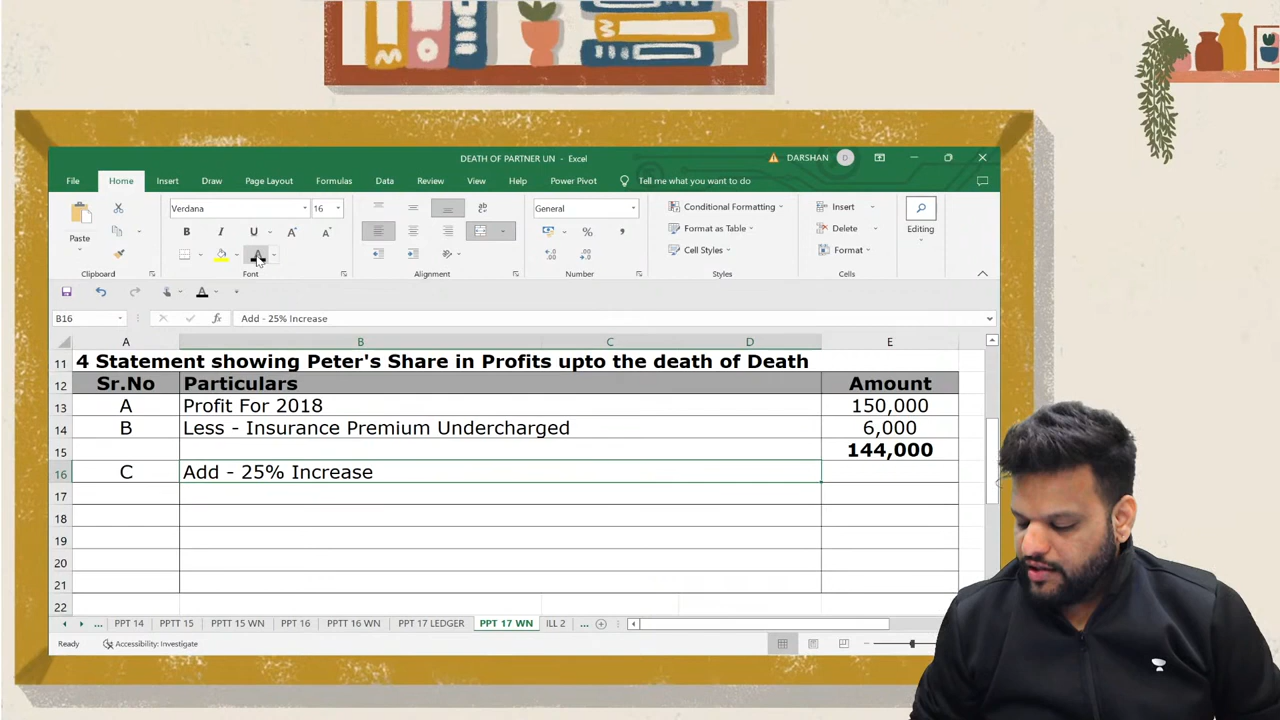 DEATH OF PARTNER UN - Excel
DARSHAN
D
File Home Insert Draw Page Layout Formulas Data Review View Help Power Pivot Tell me what you want to do
Verdana 16 General Conditional Formatting Insert
Paste B I U A A % , Format as Table Delete Editing
A Cell Styles Format
Clipboard Font Alignment Number Styles Cells
A
B16 fx Add - 25% Increase
A B C D E
11 4 Statement showing Peter's Share in Profits upto the death of Death
12 Sr.No Particulars Amount
13 A Profit For 2018 150,000
14 B Less - Insurance Premium Undercharged 6,000
15 144,000
16 C Add - 25% Increase
17
18
19
20
21
22
... PPT 14 PPTT 15 PPTT 15 WN PPT 16 PPTT 16 WN PPT 17 LEDGER PPT 17 WN ILL 2 ...
Ready Accessibility: Investigate